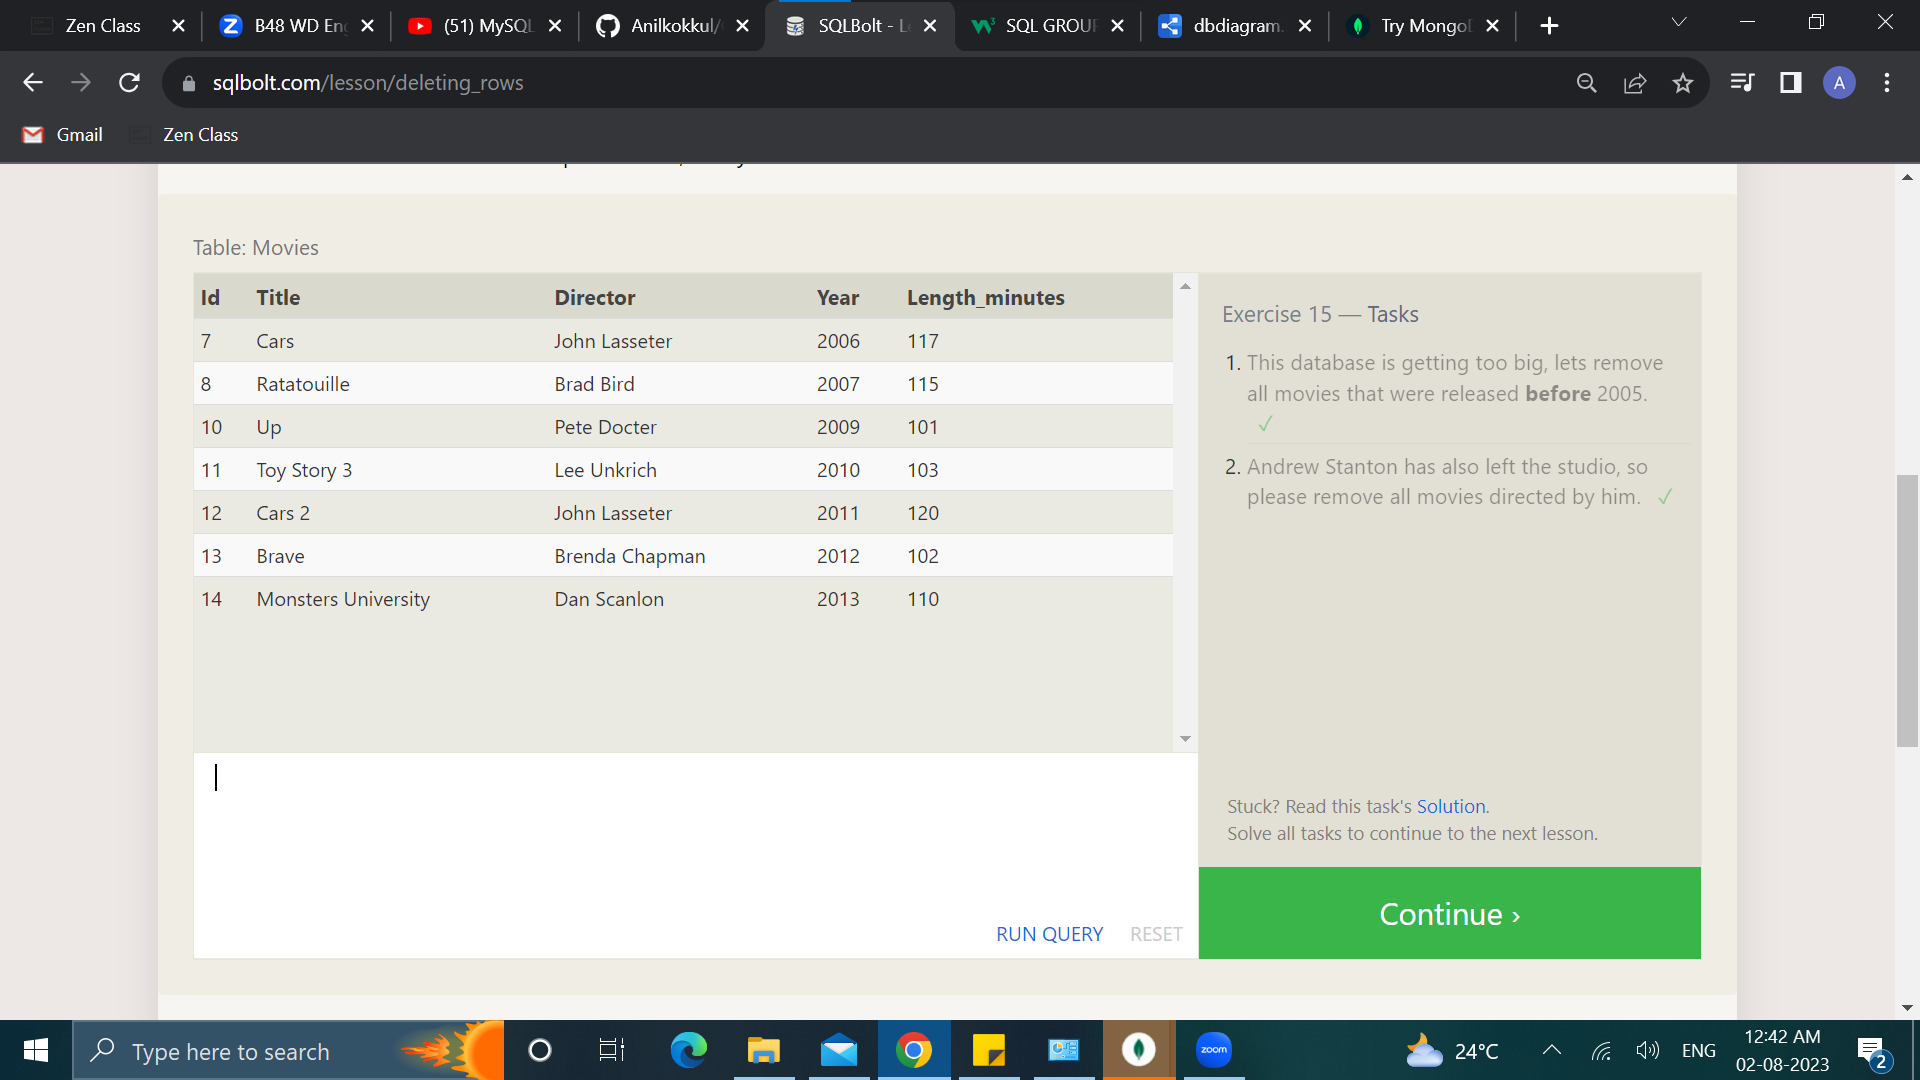 Zen Class
B48 WD Eng
(51) MySQL
Anilkokkul/
SQLBolt - Le
SQL GROUP
dbdiagram.
Try MongoD
sqlbolt.com/lesson/deleting_rows
A
Gmail
Zen Class
Table: Movies
Id Title Director Year Length_minutes
7 Cars John Lasseter 2006 117
8 Ratatouille Brad Bird 2007 115
10 Up Pete Docter 2009 101
11 Toy Story 3 Lee Unkrich 2010 103
12 Cars 2 John Lasseter 2011 120
13 Brave Brenda Chapman 2012 102
14 Monsters University Dan Scanlon 2013 110
RUN QUERY RESET
Exercise 15 — Tasks
1. This database is getting too big, lets remove
all movies that were released before 2005.
✓
2. Andrew Stanton has also left the studio, so
please remove all movies directed by him. ✓
Stuck? Read this task's Solution.
Solve all tasks to continue to the next lesson.
Continue ›
Type here to search
zoom
24°C
ENG
12:42 AM
02-08-2023
2